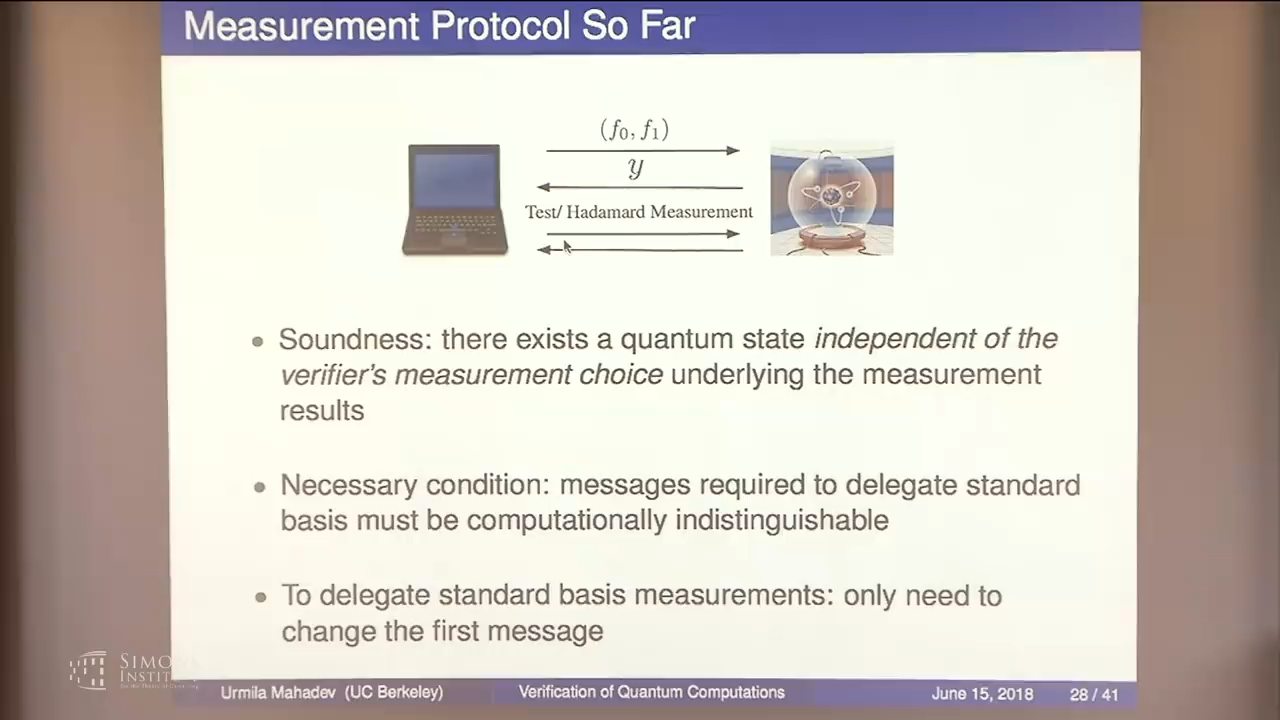 Measurement Protocol So Far
(f₀, f₁)
y
Test/ Hadamard Measurement
• Soundness: there exists a quantum state independent of the
verifier's measurement choice underlying the measurement
results
• Necessary condition: messages required to delegate standard
basis must be computationally indistinguishable
• To delegate standard basis measurements: only need to
change the first message
Urmila Mahadev (UC Berkeley)
Verification of Quantum Computations
June 15, 2018
28 / 41